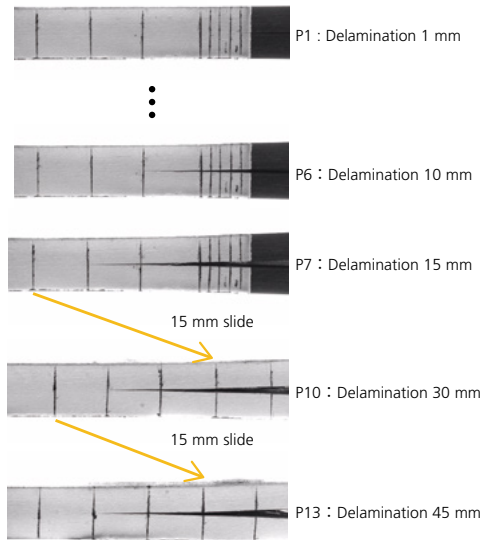 P1 : Delamination 1 mm
P6：Delamination 10 mm
P7：Delamination 15 mm
15 mm slide
P10：Delamination 30 mm
15 mm slide
P13：Delamination 45 mm